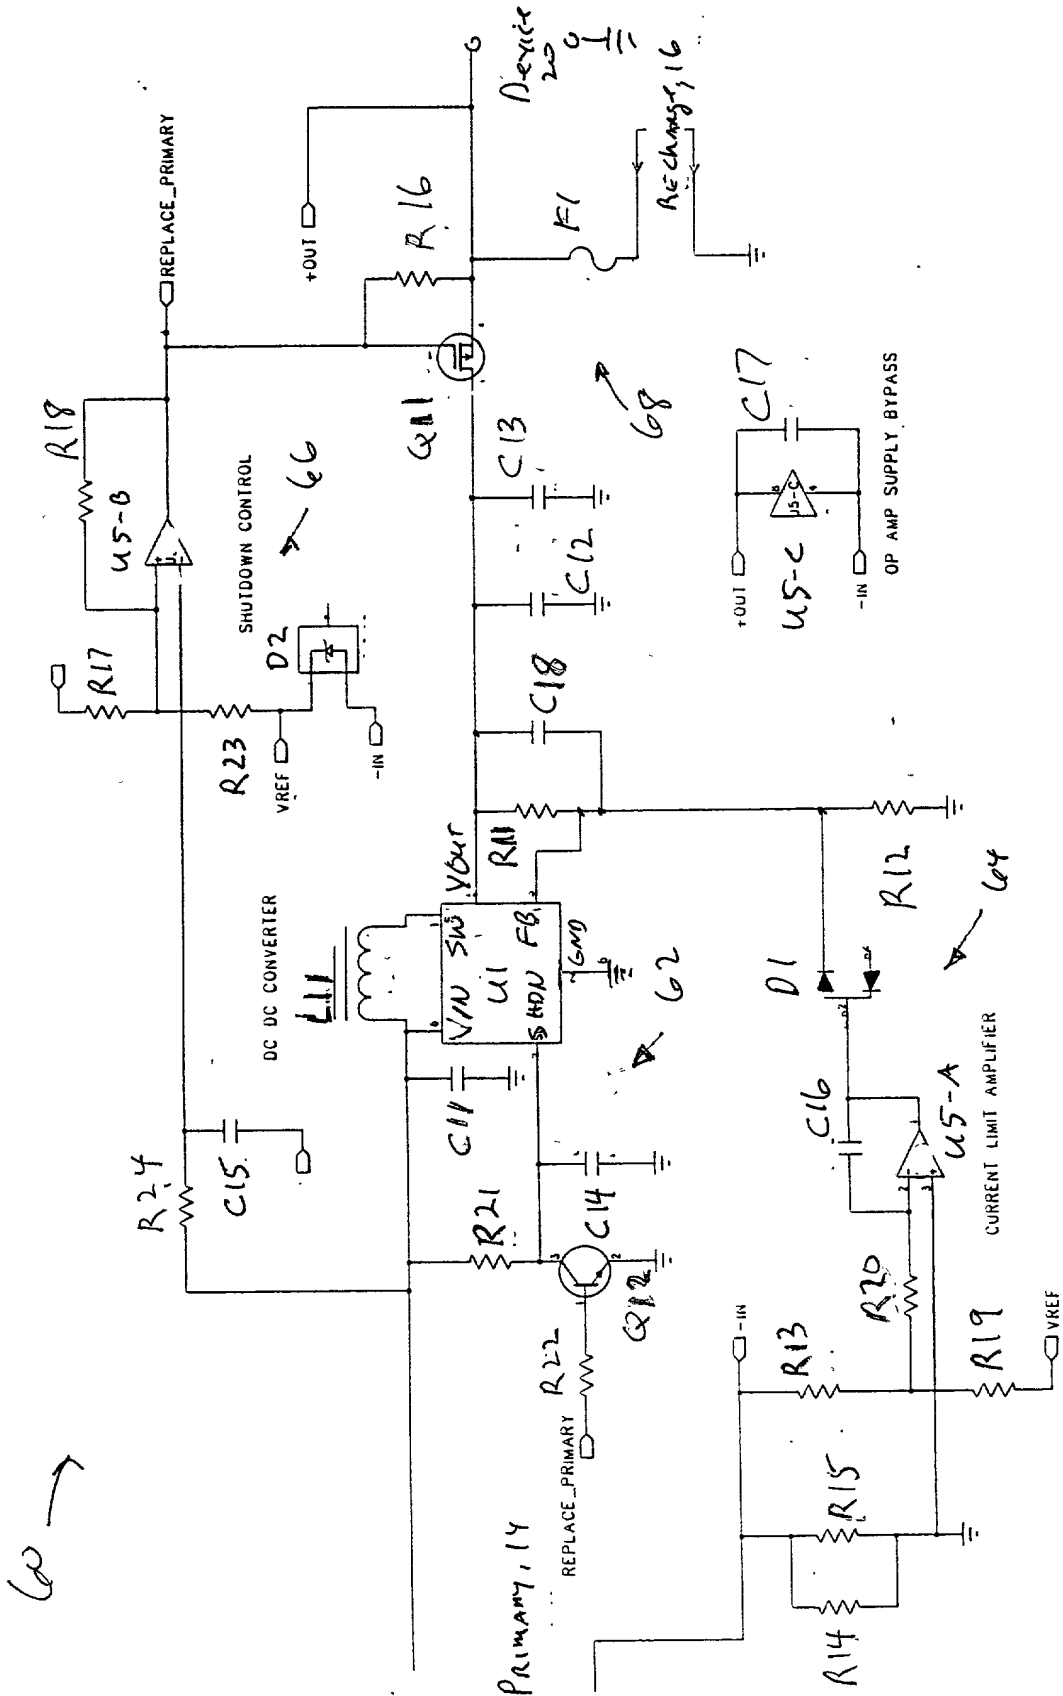 60
R18
R17
U5-B
REPLACE_PRIMARY
R24
C15
R23
VREF
D2
-IN
SHUTDOWN CONTROL
66
+OUT
R16
Q11
DC DC CONVERTER
L11
VIN SW
U1
SHDN FB
GND
VOUT
R11
C18
C12
C13
68
F1
Device
20
Recharge, 16
C11
R21
C14
62
R22
Q12
REPLACE_PRIMARY
Primary, 14
-IN
R13
R20
R15
R14
R19
VREF
C16
U5-A
CURRENT LIMIT AMPLIFIER
D1
R12
64
+OUT
U5-C
U5-C
C17
-IN
OP AMP SUPPLY BYPASS